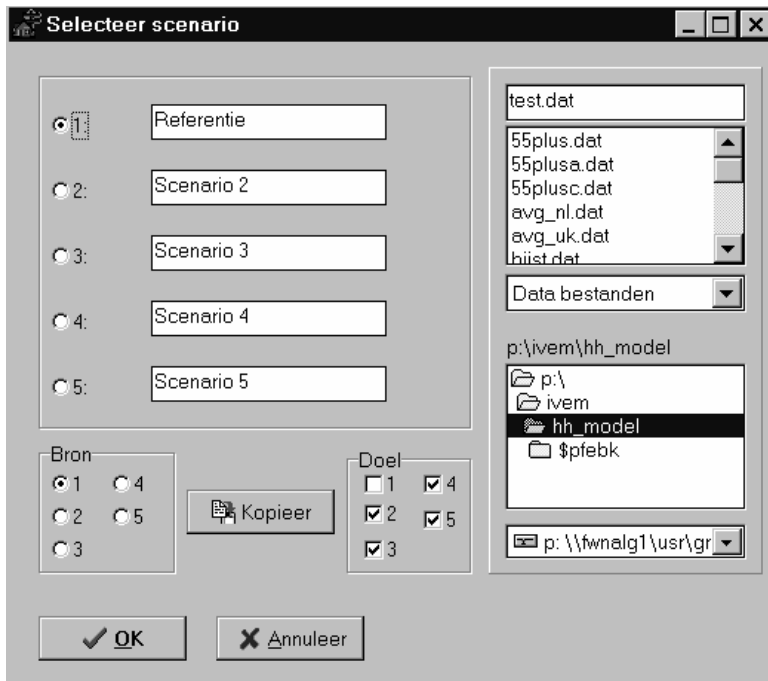 Selecteer scenario
1: Referentie
2: Scenario 2
3: Scenario 3
4: Scenario 4
5: Scenario 5
Bron
1 4
2 5
3
Kopieer
Doel
1 4
2 5
3
OK Annuleer
test.dat
55plus.dat
55plusa.dat
55plusc.dat
avg_nl.dat
avg_uk.dat
Data bestanden
p:\ivem\hh_model
p:\
ivem
hh_model
$pfebk
p: \\fwnalg1\usr\gr